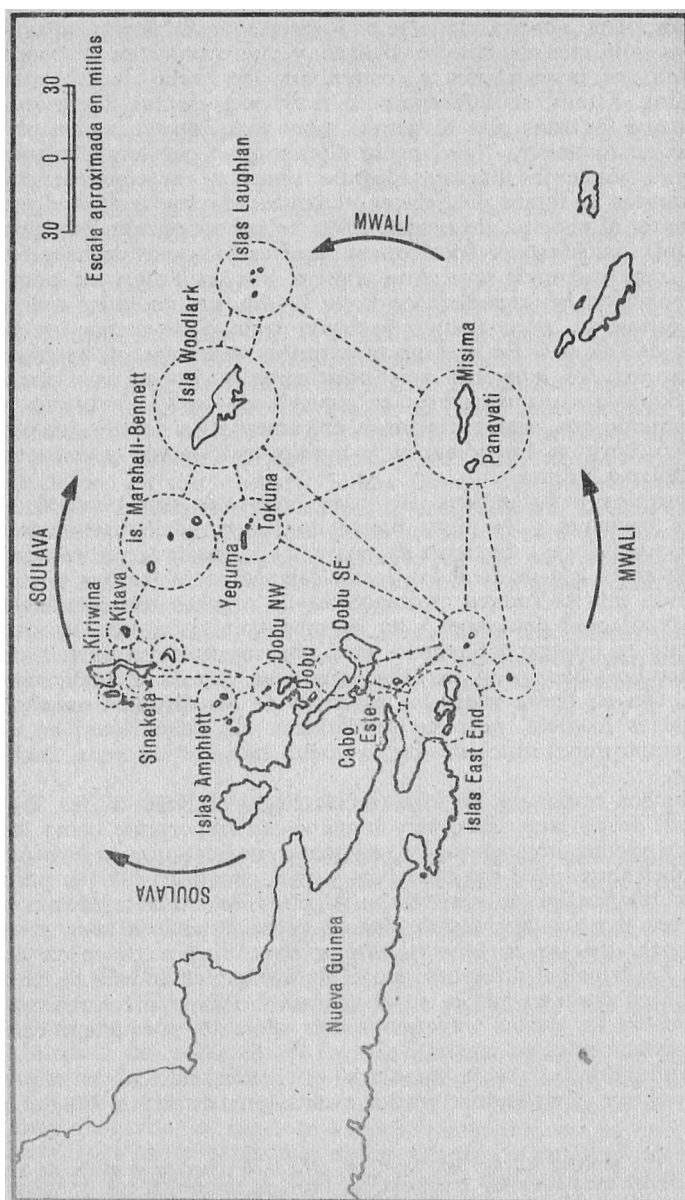 30 0 30
Escala aproximada en millas
SOULAVA
Kiriwina
Kitava
Is. Marshall-Bennett
Isla Woodlark
Islas Laughlan
Sinaketa
Yeguma
Tokuna
MWALI
SOULAVA
Islas Amphlett
Dobu NW
Dobu
Dobu SE
Cabo
Este
Nueva Guinea
Islas East End
Panayati
Misima
MWALI